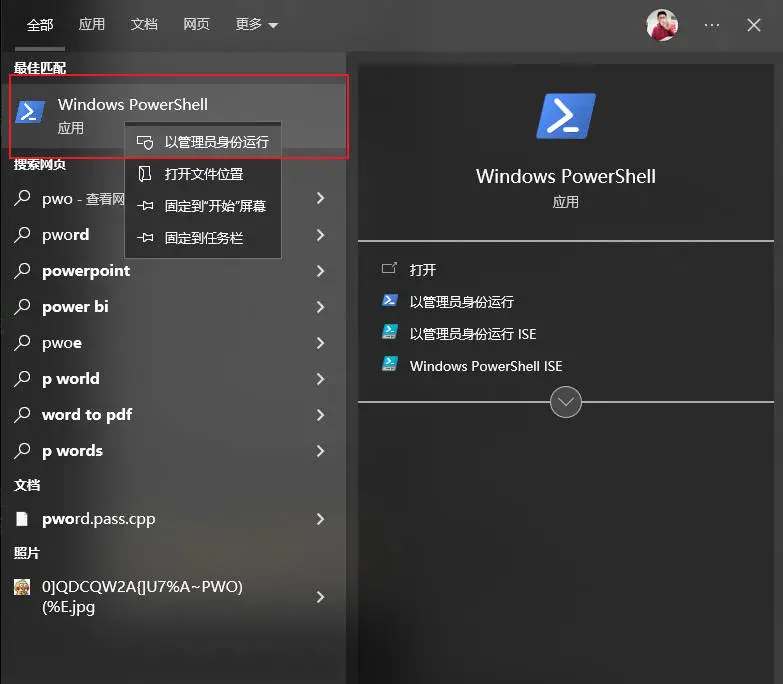 全部 应用 文档 网页 更多
最佳匹配
Windows PowerShell
应用
以管理员身份运行
打开文件位置
固定到“开始”屏幕
固定到任务栏
搜索网页
pwo - 查看网
pword
powerpoint
power bi
pwoe
p world
word to pdf
p words
文档
pword.pass.cpp
照片
0]QDCQW2A{]U7%A~PWO)
(%E.jpg
Windows PowerShell
应用
打开
以管理员身份运行
以管理员身份运行 ISE
Windows PowerShell ISE